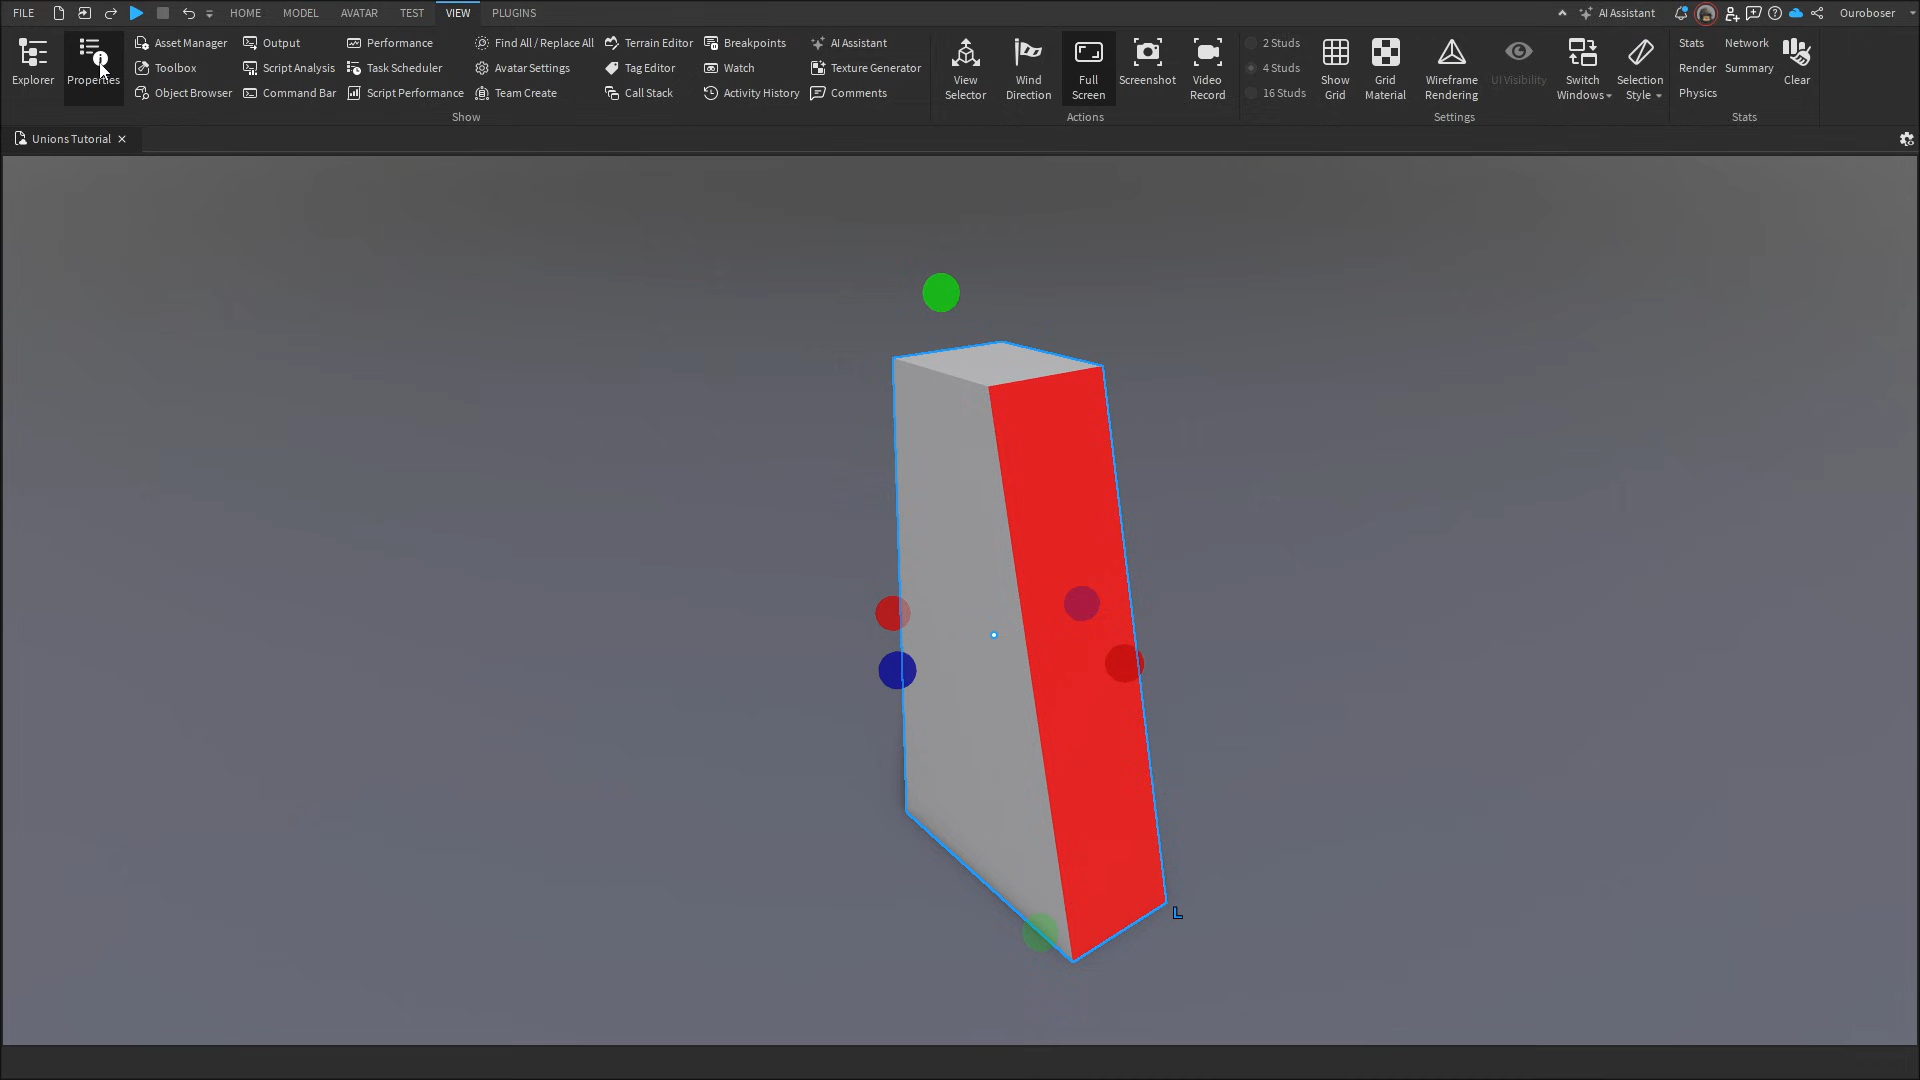 FILE HOME MODEL AVATAR TEST VIEW PLUGINS AI Assistant Ouroboser
Explorer
Properties
Asset Manager
Toolbox
Object Browser
Output
Script Analysis
Command Bar
Performance
Task Scheduler
Script Performance
Find All / Replace All
Avatar Settings
Team Create
Terrain Editor
Tag Editor
Call Stack
Breakpoints
Watch
Activity History
AI Assistant
Texture Generator
Comments
Show
View
Selector
Wind
Direction
Full
Screen
Screenshot
Video
Record
Actions
2 Studs
4 Studs
16 Studs
Show
Grid
Grid
Material
Wireframe
Rendering
UI Visibility
Switch
Windows
Selection
Style
Settings
Stats
Render
Physics
Network
Summary
Clear
Stats
Unions Tutorial
L